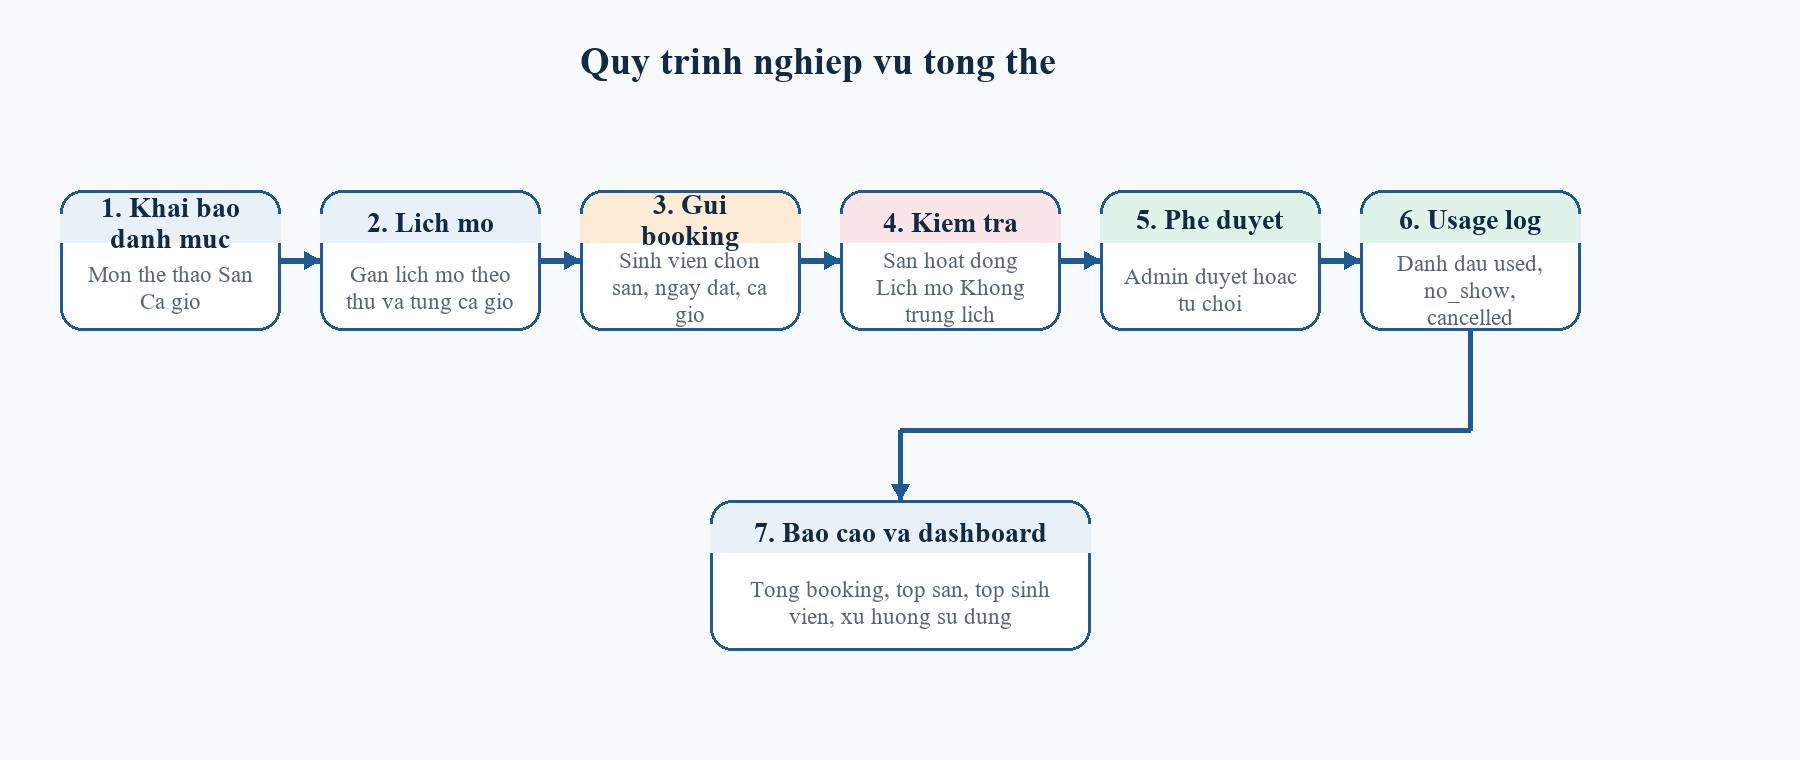 Quy trinh nghiep vu tong the
1. Khai bao
danh muc
Mon the thao San
Ca gio
2. Lich mo
Gan lich mo theo
thu va tung ca gio
3. Gui
booking
Sinh vien chon
san, ngay dat, ca
gio
4. Kiem tra
San hoat dong
Lich mo Khong
trung lich
5. Phe duyet
Admin duyet hoac
tu choi
6. Usage log
Danh dau used,
no_show,
cancelled
7. Bao cao va dashboard
Tong booking, top san, top sinh
vien, xu huong su dung